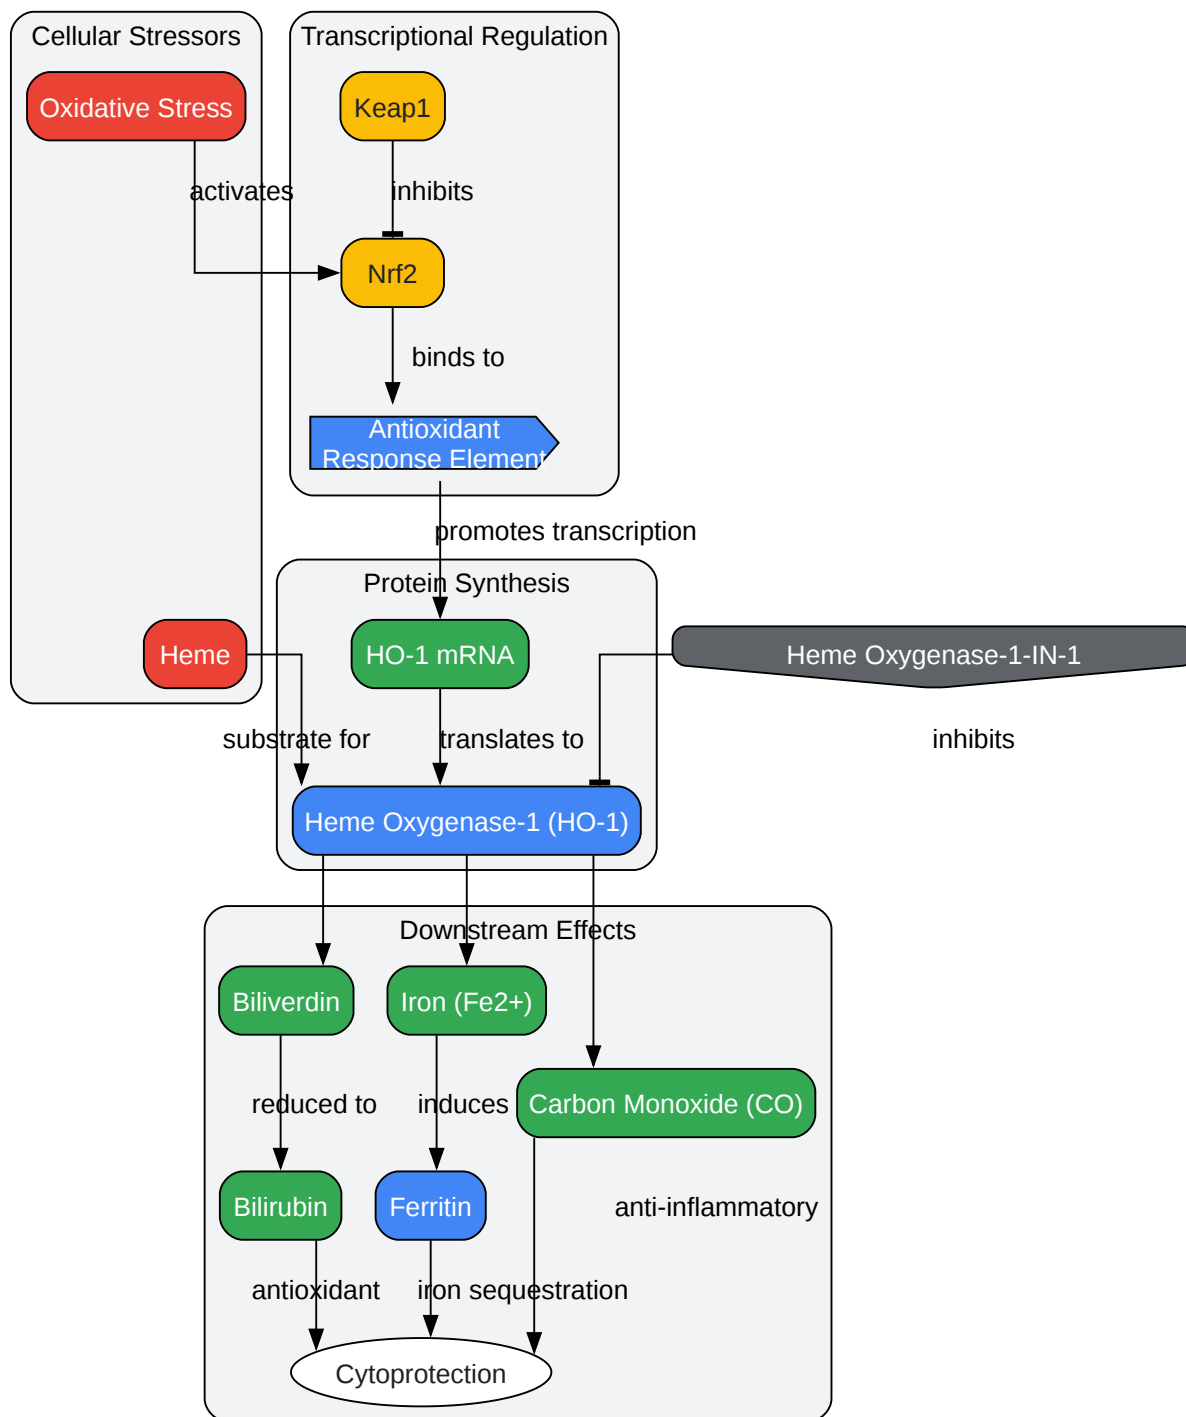 Cellular Stressors
Transcriptional Regulation
Oxidative Stress
Keap1
activates
inhibits
Nrf2
binds to
Antioxidant
Response Element
promotes transcription
Protein Synthesis
Heme
HO-1 mRNA
Heme Oxygenase-1-IN-1
substrate for
translates to
inhibits
Heme Oxygenase-1 (HO-1)
Downstream Effects
Biliverdin
Iron (Fe2+)
reduced to
induces
Carbon Monoxide (CO)
Bilirubin
Ferritin
anti-inflammatory
antioxidant
iron sequestration
Cytoprotection